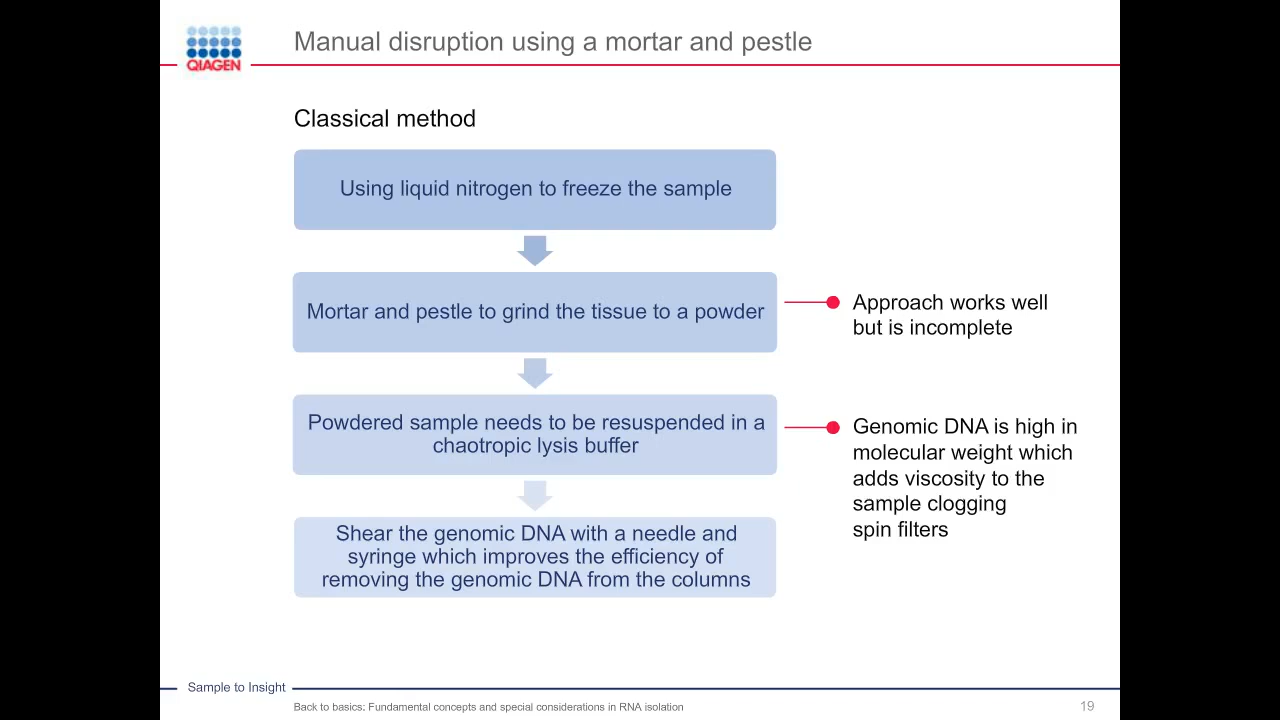 QIAGEN
Manual disruption using a mortar and pestle
Classical method
Using liquid nitrogen to freeze the sample
Mortar and pestle to grind the tissue to a powder
Approach works well
but is incomplete
Powdered sample needs to be resuspended in a
chaotropic lysis buffer
Genomic DNA is high in
molecular weight which
adds viscosity to the
sample clogging
spin filters
Shear the genomic DNA with a needle and
syringe which improves the efficiency of
removing the genomic DNA from the columns
Sample to Insight
Back to basics: Fundamental concepts and special considerations in RNA isolation
19